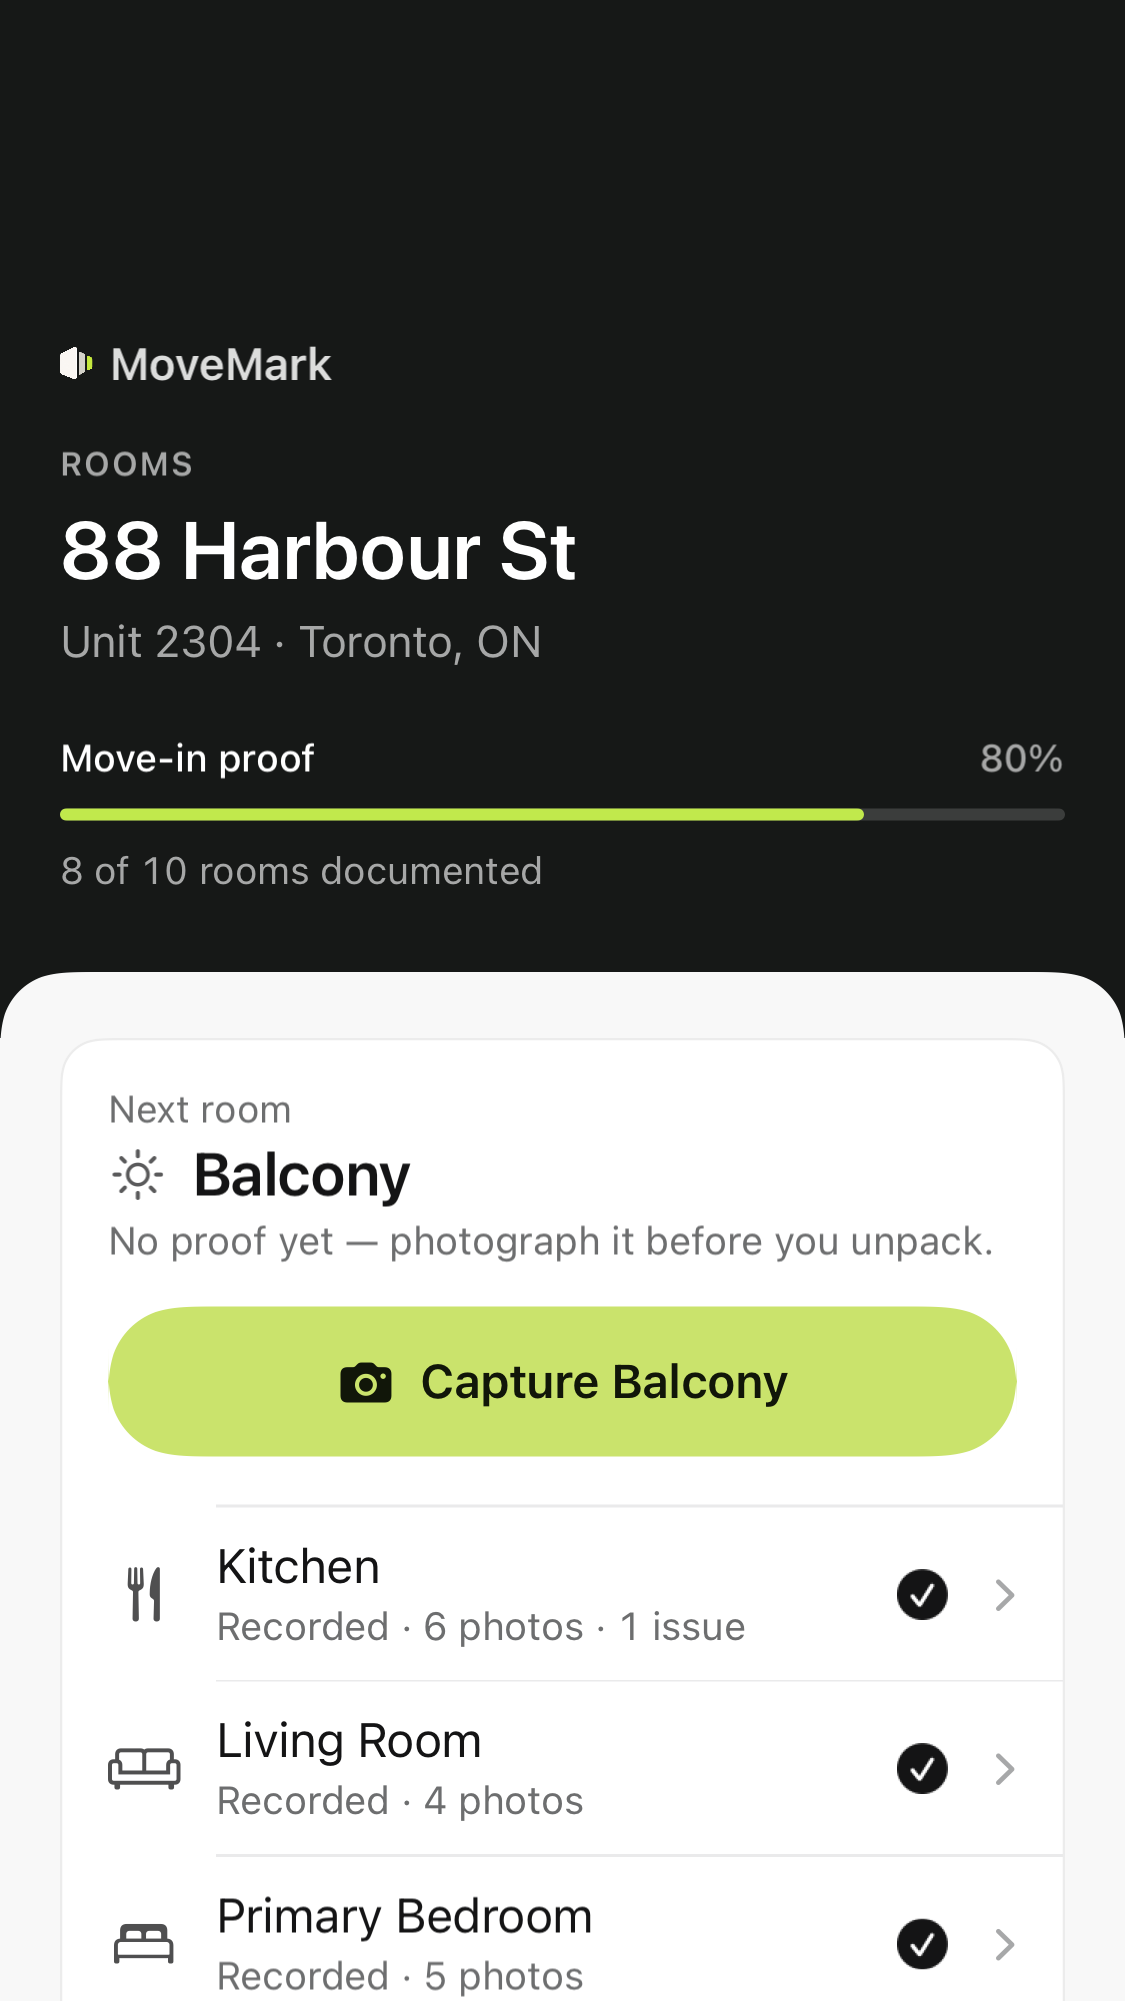 MoveMark
ROOMS
88 Harbour St
Unit 2304 · Toronto, ON
Move-in proof 80%
8 of 10 rooms documented
Next room
Balcony
No proof yet — photograph it before you unpack.
Capture Balcony
Kitchen
Recorded · 6 photos · 1 issue
Living Room
Recorded · 4 photos
Primary Bedroom
Recorded · 5 photos